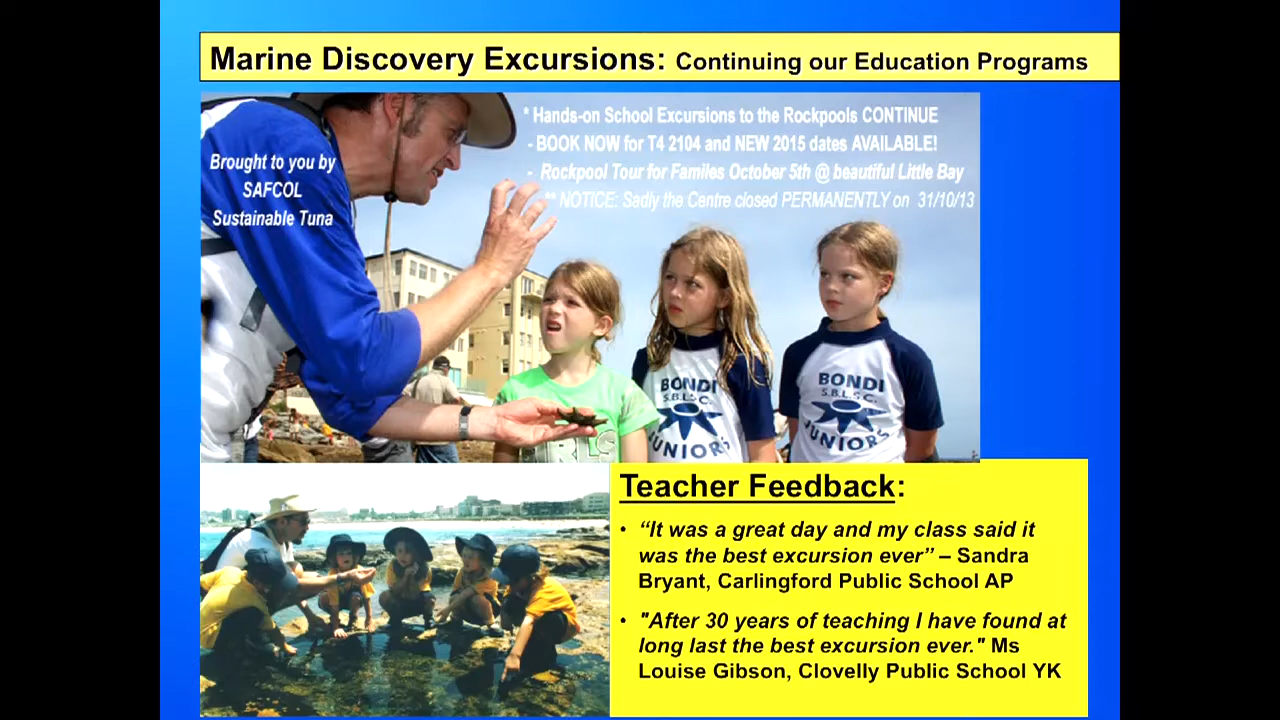 Marine Discovery Excursions: Continuing our Education Programs
* Hands-on School Excursions to the Rockpools CONTINUE
- BOOK NOW for T4 2104 and NEW 2015 dates AVAILABLE!
- Rockpool Tour for Familes October 5th @ beautiful Little Bay
** NOTICE: Sadly the Centre closed PERMANENTLY on 31/10/13
Brought to you by
SAFCOL
Sustainable Tuna
BONDI
S.B.L.S.C.
JUNIORS
BONDI
S.B.L.S.C.
JUNIORS
Teacher Feedback:
• “It was a great day and my class said it
was the best excursion ever” – Sandra
Bryant, Carlingford Public School AP
• "After 30 years of teaching I have found at
long last the best excursion ever." Ms
Louise Gibson, Clovelly Public School YK